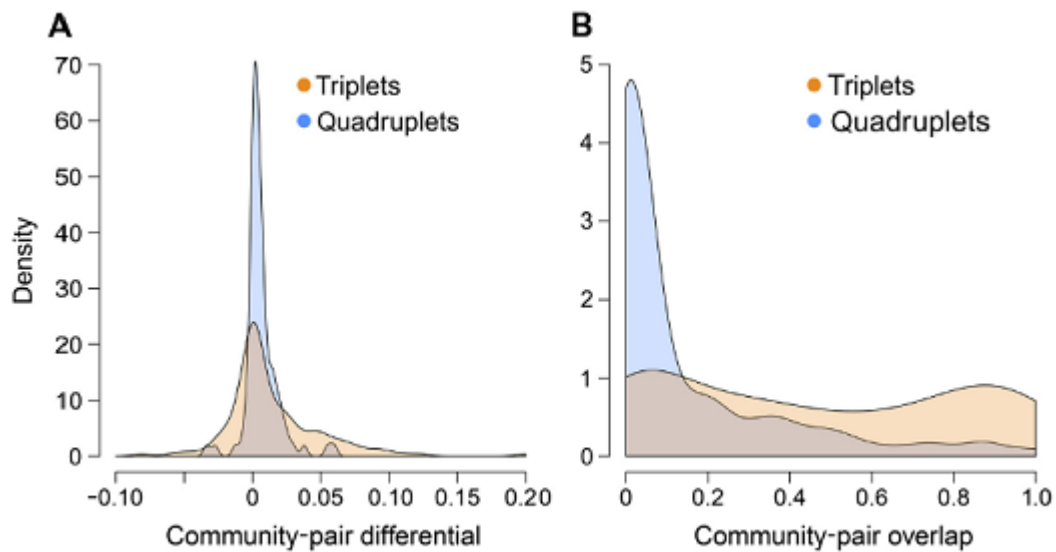 A
70
60
50
40
30
20
10
0
Density
Triplets
Quadruplets
−0.10 0 0.05 0.10 0.15 0.20
Community-pair differential
B
5
4
3
2
1
0
Triplets
Quadruplets
0 0.2 0.4 0.6 0.8 1.0
Community-pair overlap